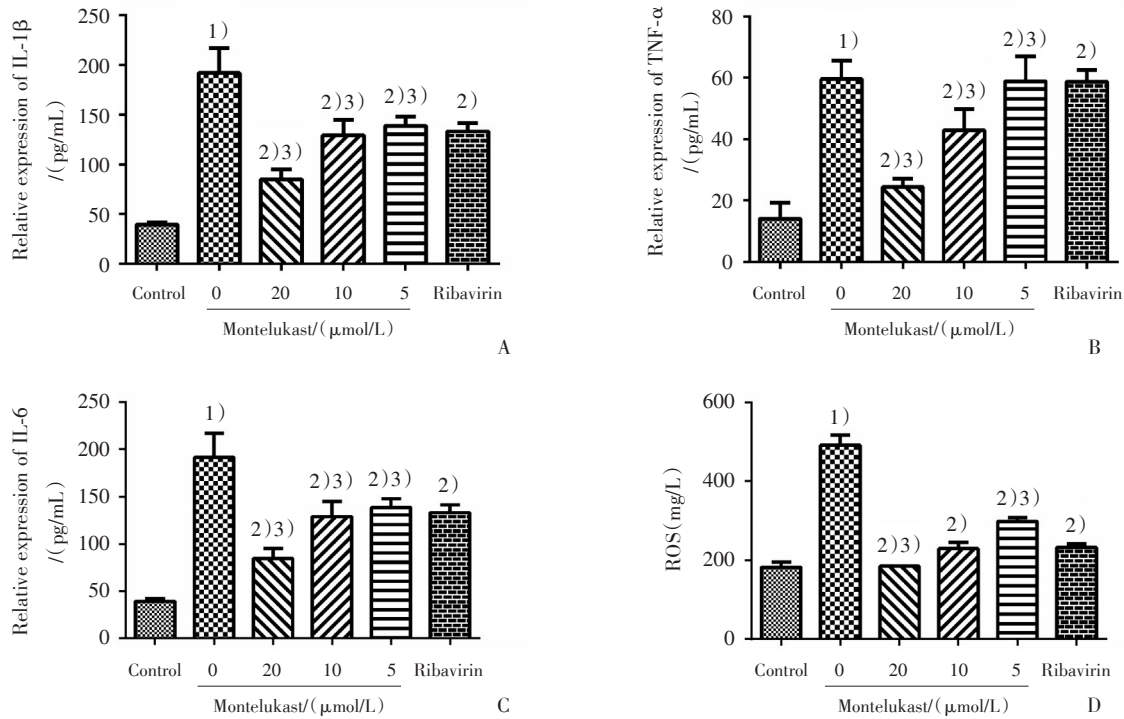 Relative expression of IL-1β
/(pg/mL)
250
200
150
100
50
0
1)
2)3)
2)3)
2)3)
2)
Control
0
20
10
5
Ribavirin
Montelukast/(μmol/L)
A
Relative expression of TNF-α
/(pg/mL)
80
60
40
20
0
1)
2)3)
2)3)
2)3)
2)
Control
0
20
10
5
Ribavirin
Montelukast/(μmol/L)
B
Relative expression of IL-6
/(pg/mL)
250
200
150
100
50
0
1)
2)3)
2)3)
2)3)
2)
Control
0
20
10
5
Ribavirin
Montelukast/(μmol/L)
C
ROS(mg/L)
600
400
200
0
1)
2)3)
2)
2)3)
2)
Control
0
20
10
5
Ribavirin
Montelukast/(μmol/L)
D